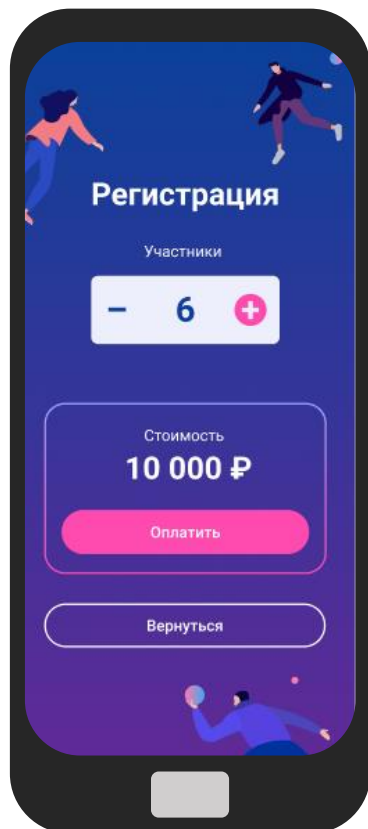 Регистрация
Участники
− 6 +
Стоимость
10 000 ₽
Оплатить
Вернуться